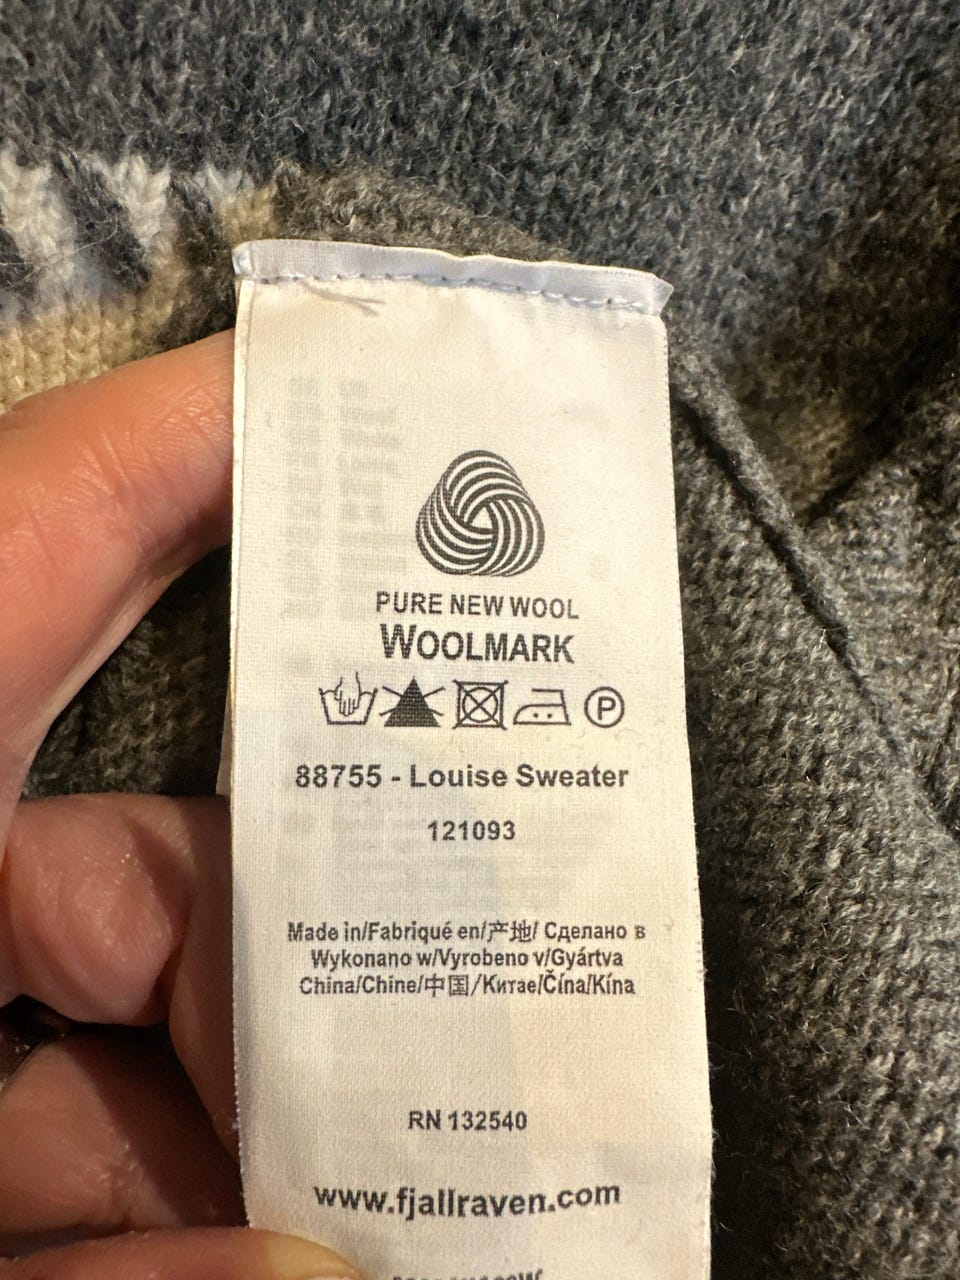 PURE NEW WOOL
WOOLMARK
P
88755 - Louise Sweater
121093
Made in/Fabriqué en/产地/ Сделано в
Wykonano w/Vyrobeno v/Gyártva
China/Chine/中国/Китае/Čína/Kína
RN 132540
www.fjallraven.com